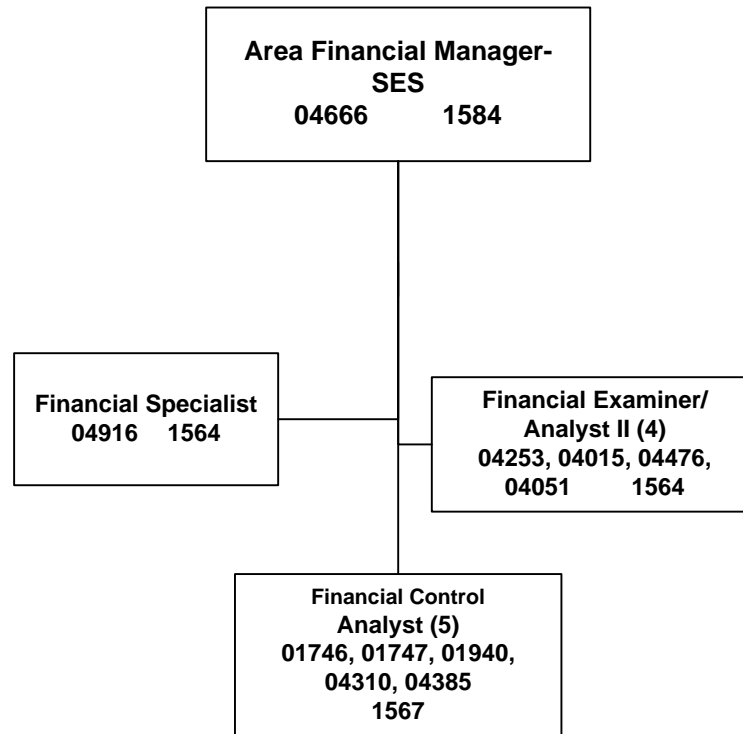 Area Financial Manager-
SES
04666 1584
Financial Specialist
04916 1564
Financial Examiner/
Analyst II (4)
04253, 04015, 04476,
04051 1564
Financial Control
Analyst (5)
01746, 01747, 01940,
04310, 04385
1567